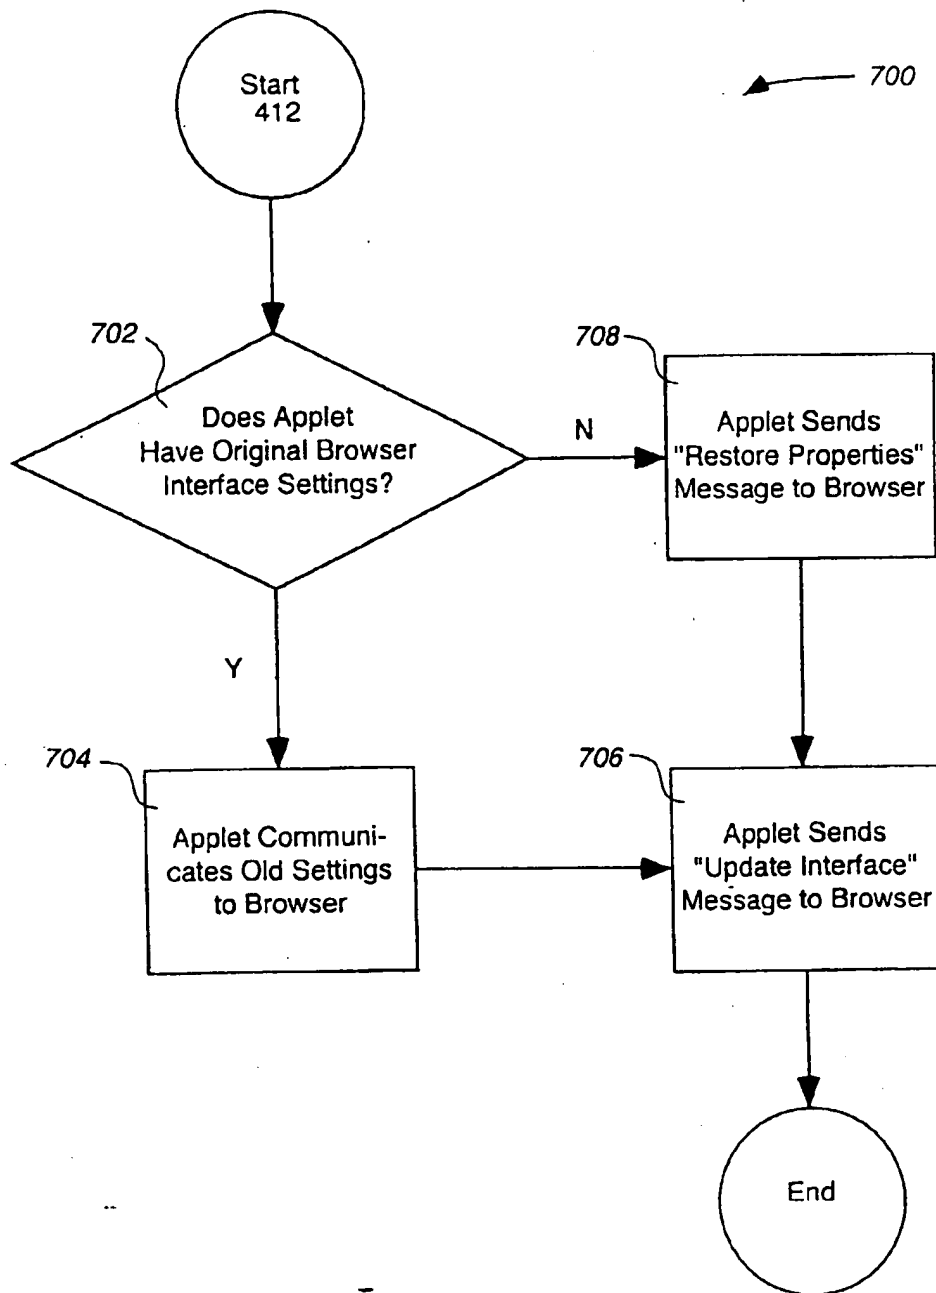 Start
412
700
702
Does Applet
Have Original Browser
Interface Settings?
N
708
Applet Sends
"Restore Properties"
Message to Browser
Y
704
Applet Communi-
cates Old Settings
to Browser
706
Applet Sends
"Update Interface"
Message to Browser
End